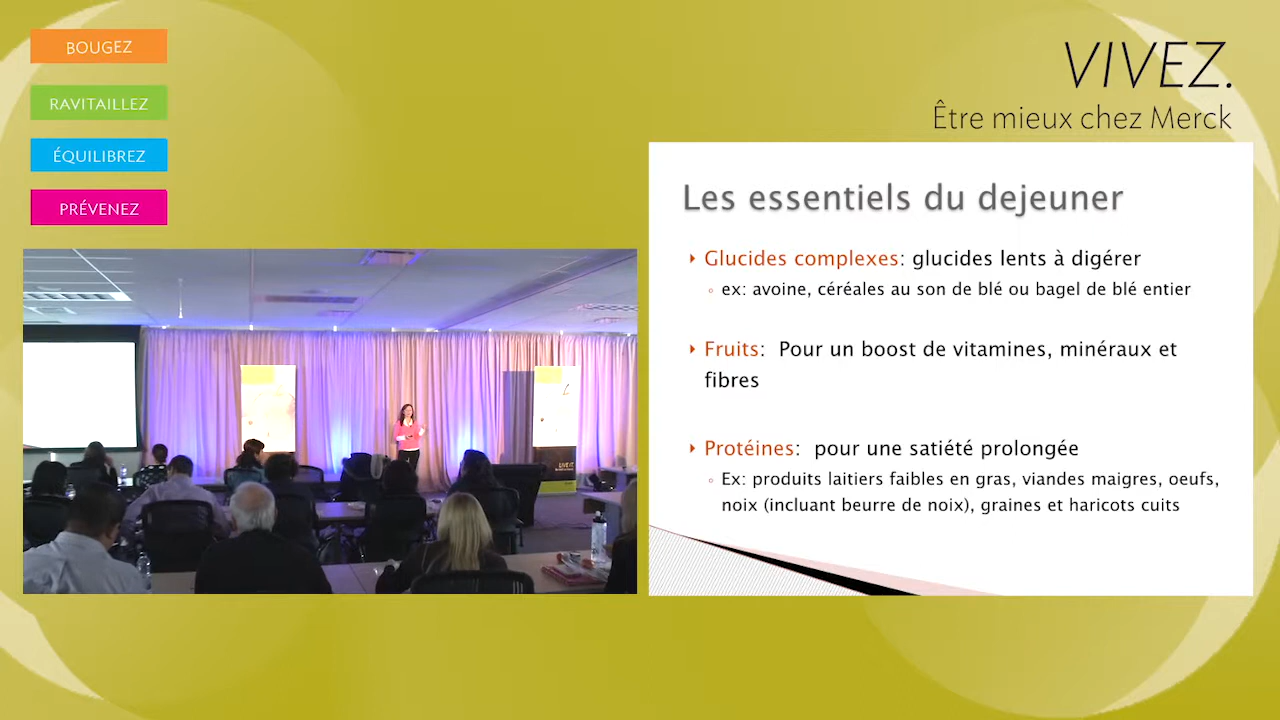 BOUGEZ
RAVITAILLEZ
ÉQUILIBREZ
PRÉVENEZ
VIVEZ.
Être mieux chez Merck
Les essentiels du dejeuner
Glucides complexes: glucides lents à digérer
ex: avoine, céréales au son de blé ou bagel de blé entier
Fruits: Pour un boost de vitamines, minéraux et
fibres
Protéines: pour une satiété prolongée
Ex: produits laitiers faibles en gras, viandes maigres, oeufs,
noix (incluant beurre de noix), graines et haricots cuits